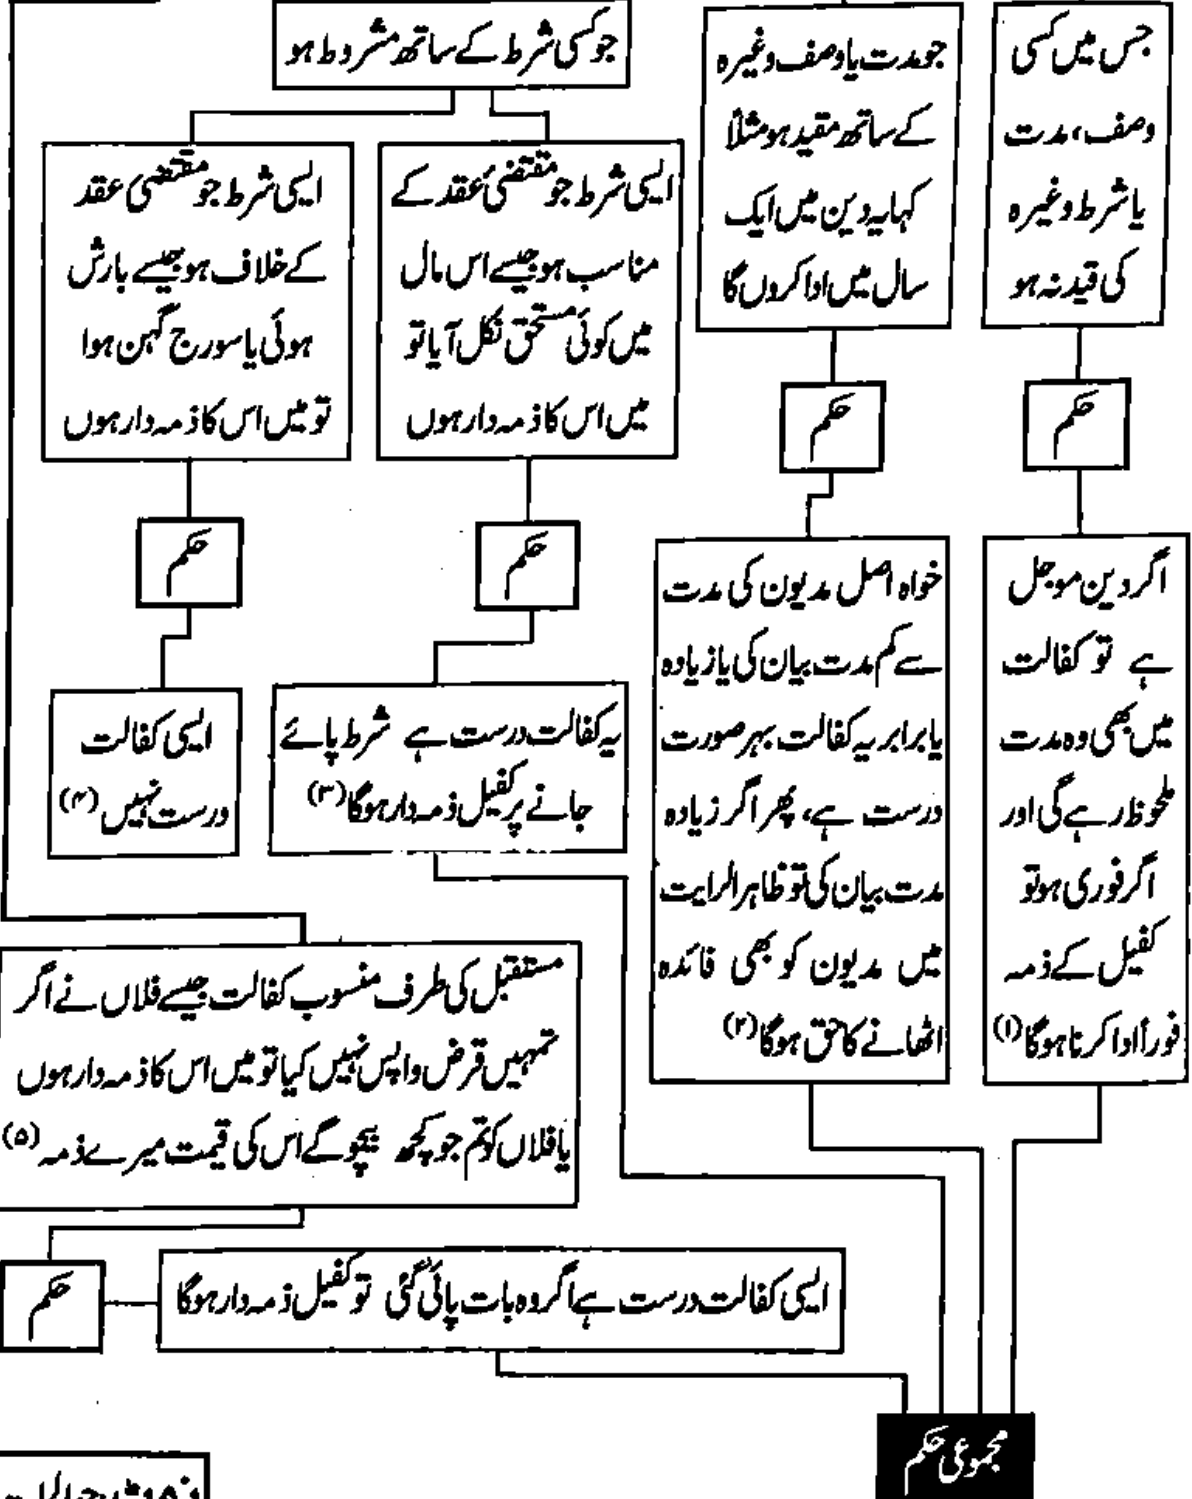 جس میں کسی
وصف، مدت
یا شرط وغیرہ
کی قید نہ ہو
حکم
اگر دین موجل
ہے تو کفالت
میں بھی وہ مدت
ملحوظ رہے گی اور
اگر فوری ہو تو
کفیل کے ذمہ
فوراً ادا کرنا ہوگا (۱)
جو مدت یا وصف وغیرہ
کے ساتھ مقید ہو مثلاً
کہا یہ دین میں ایک
سال میں ادا کروں گا
حکم
خواہ اصل مدیون کی مدت
سے کم مدت بیان کی یا زیادہ
یا برابر یہ کفالت بہر صورت
درست ہے، پھر اگر زیادہ
مدت بیان کی تو ظاہر الرایت
میں مدیون کو بھی فائدہ
اٹھانے کا حق ہوگا (۲)
جو کسی شرط کے ساتھ مشروط ہو
ایسی شرط جو مقتضیٔ عقد کے
مناسب ہو جیسے اس مال
میں کوئی مستحق نکل آیا تو
میں اس کا ذمہ دار ہوں
حکم
یہ کفالت درست ہے شرط پائے
جانے پر کفیل ذمہ دار ہوگا (۳)
ایسی شرط جو مقتضیٔ عقد
کے خلاف ہو جیسے بارش
ہوئی یا سورج گہن ہوا
تو میں اس کا ذمہ دار ہوں
حکم
ایسی کفالت
درست نہیں (۴)
مستقبل کی طرف منسوب کفالت جیسے فلاں نے اگر
تمہیں قرض واپس نہیں کیا تو میں اس کا ذمہ دار ہوں
یا فلاں کو تم جو کچھ بیچو گے اس کی قیمت میرے ذمہ (۵)
حکم
ایسی کفالت درست ہے اگر وہ بات پائی گئی تو کفیل ذمہ دار ہوگا
مجموعی حکم